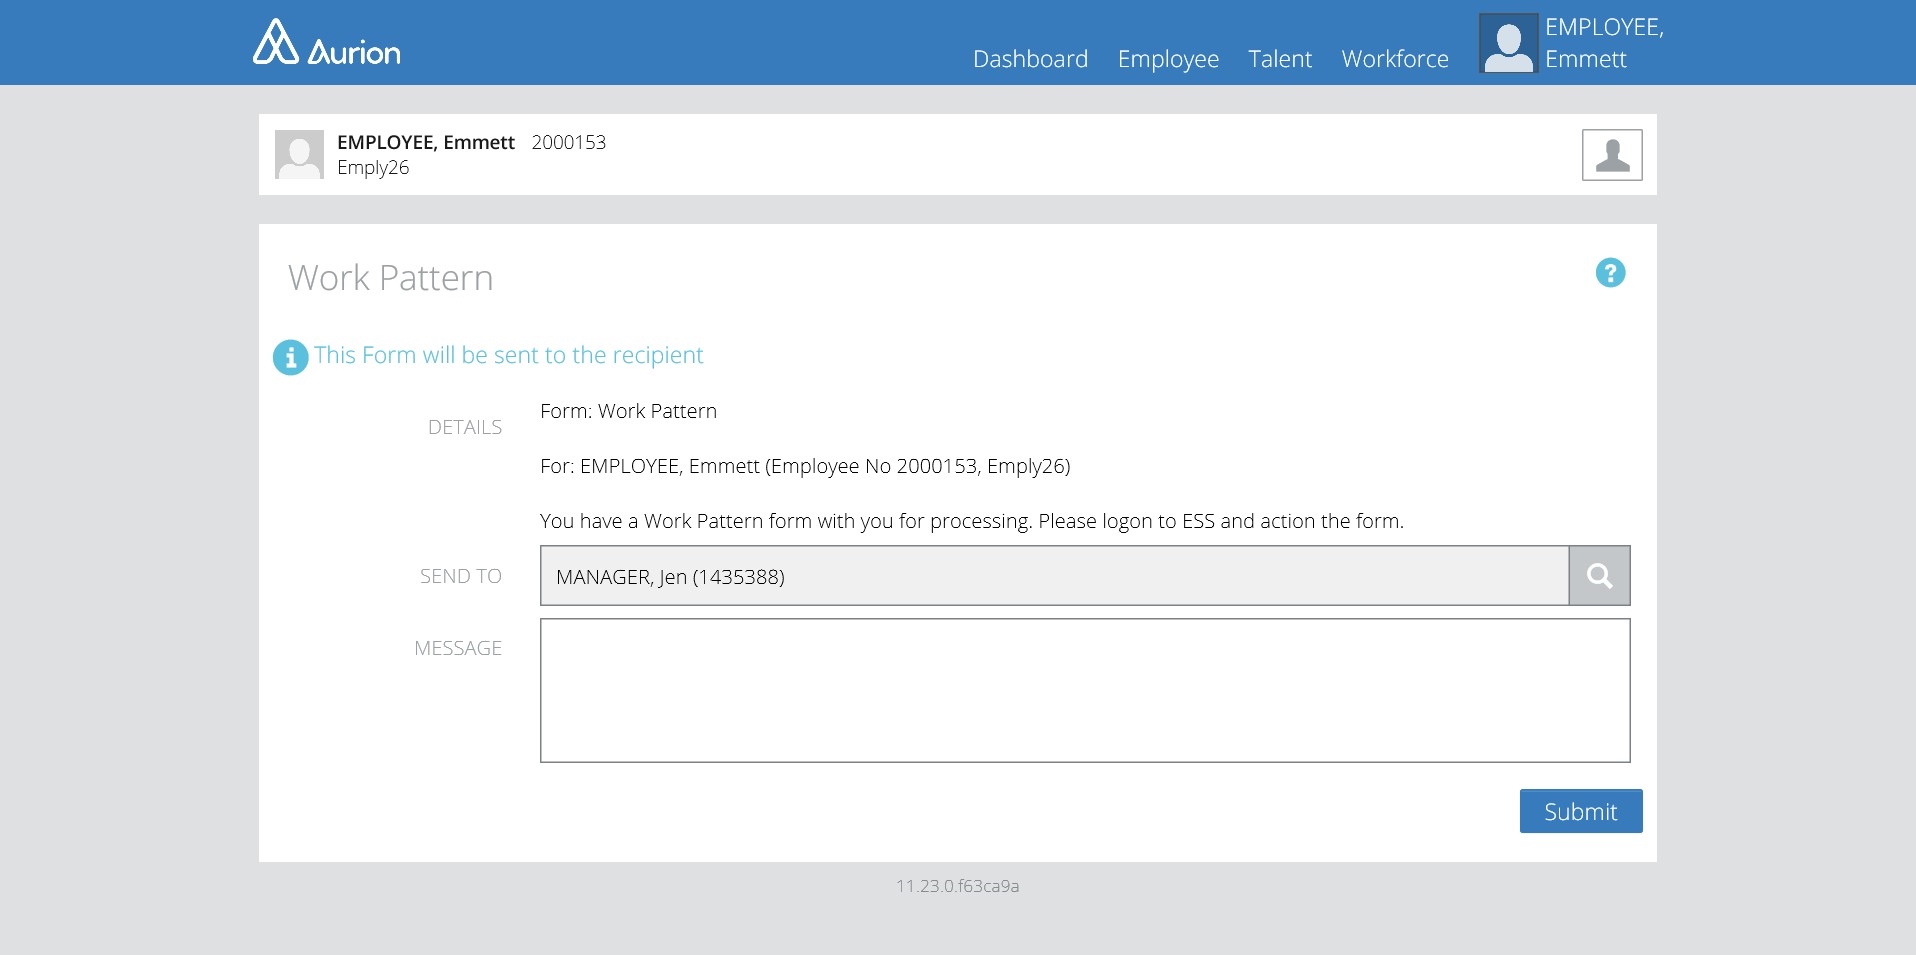 Aurion
Dashboard Employee Talent Workforce
EMPLOYEE,
Emmett
EMPLOYEE, Emmett 2000153
Emply26
Work Pattern
?
i
This Form will be sent to the recipient
DETAILS
Form: Work Pattern
For: EMPLOYEE, Emmett (Employee No 2000153, Emply26)
You have a Work Pattern form with you for processing. Please logon to ESS and action the form.
SEND TO
MANAGER, Jen (1435388)
MESSAGE
Submit
11.23.0.f63ca9a